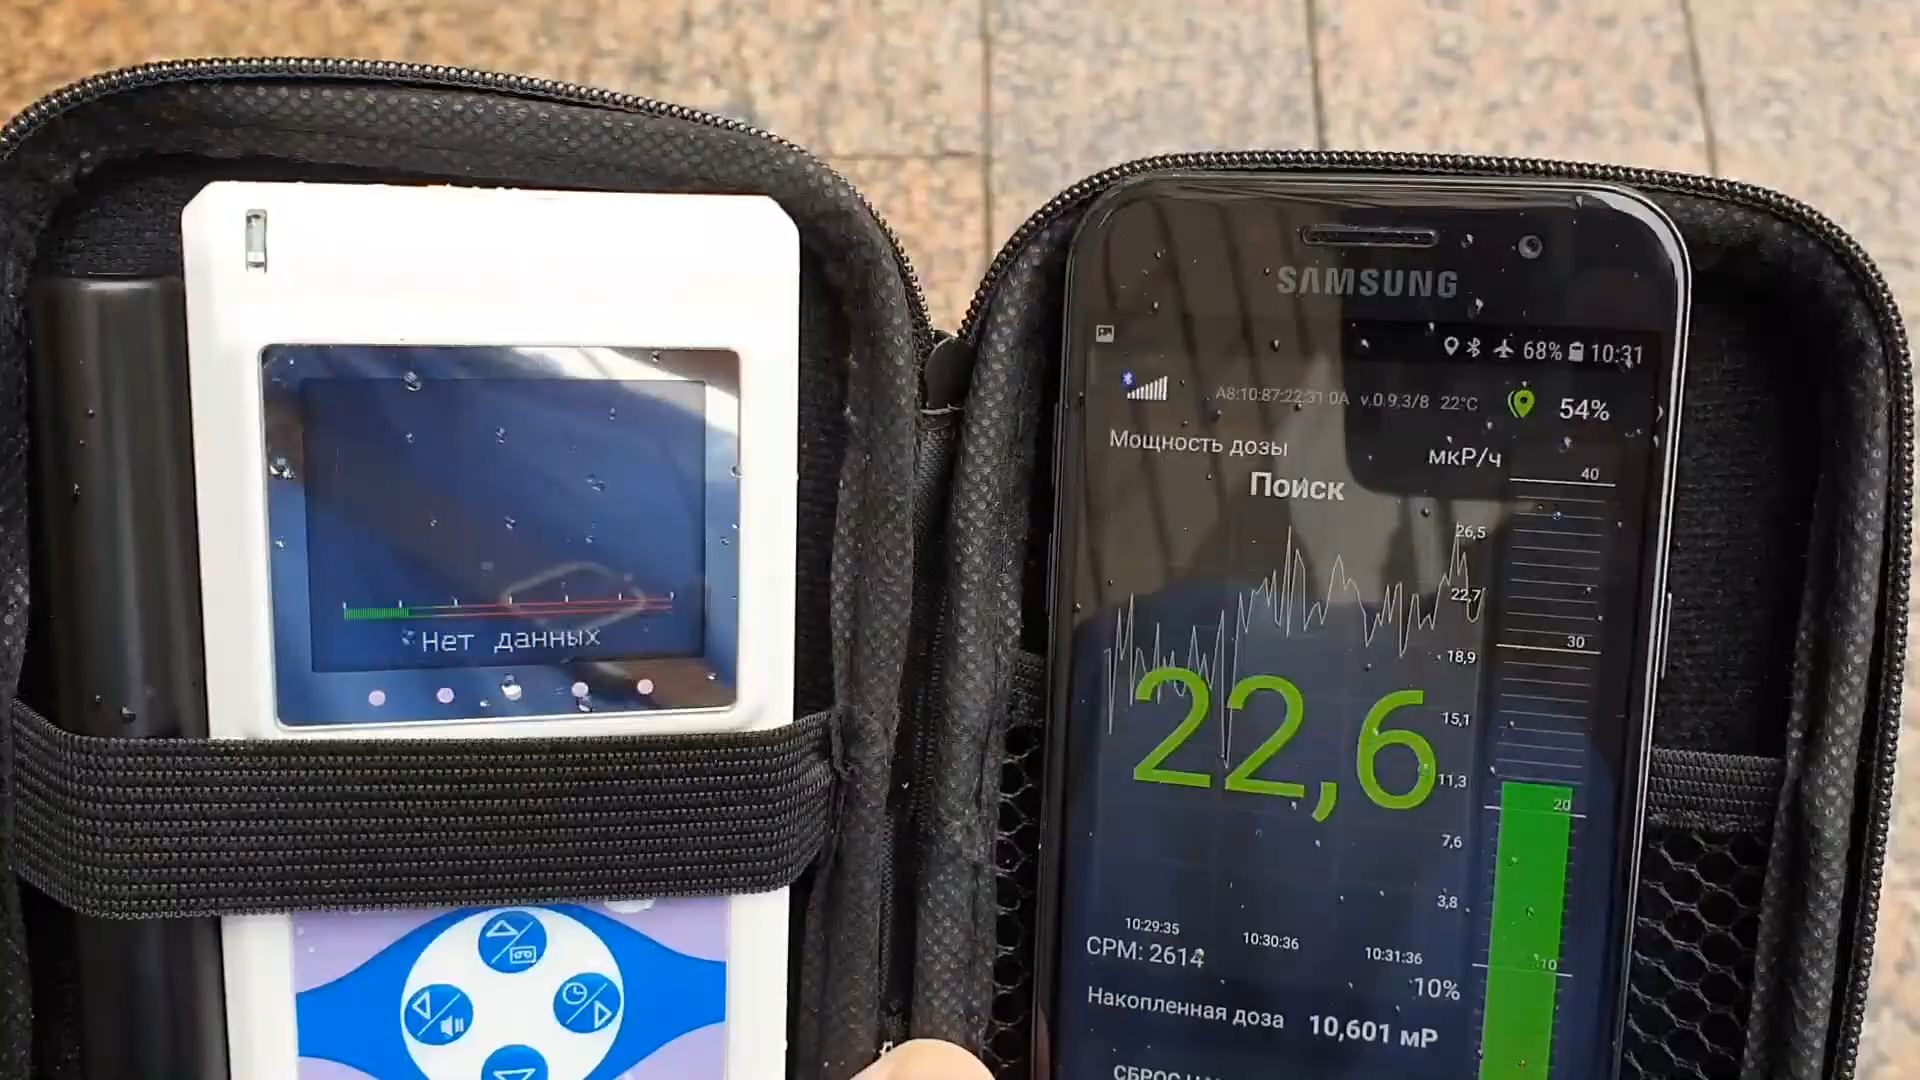 Нет данных
SAMSUNG
68% 10:31
A8:10:87:22:31:0A v.0.9.3/8 22°C 54%
Мощность дозы
мкР/ч
Поиск
40
30
20
10
26,5
22,7
18,9
15,1
11,3
7,6
3,8
22,6
10:29:35
10:30:36
10:31:36
CPM: 2614
10%
Накопленная доза 10,601 мР